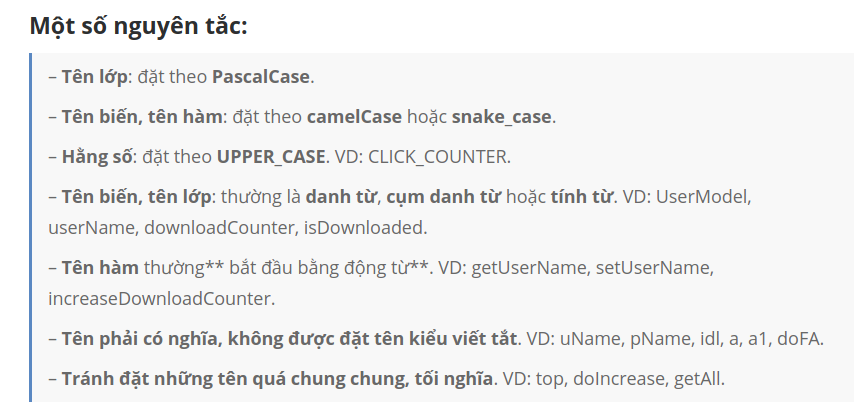 Một số nguyên tắc:
– Tên lớp: đặt theo PascalCase.
– Tên biến, tên hàm: đặt theo camelCase hoặc snake_case.
– Hằng số: đặt theo UPPER_CASE. VD: CLICK_COUNTER.
– Tên biến, tên lớp: thường là danh từ, cụm danh từ hoặc tính từ. VD: UserModel,
userName, downloadCounter, isDownloaded.
– Tên hàm thường** bắt đầu bằng động từ**. VD: getUserName, setUserName,
increaseDownloadCounter.
– Tên phải có nghĩa, không được đặt tên kiểu viết tắt. VD: uName, pName, idl, a, a1, doFA.
– Tránh đặt những tên quá chung chung, tối nghĩa. VD: top, doIncrease, getAll.